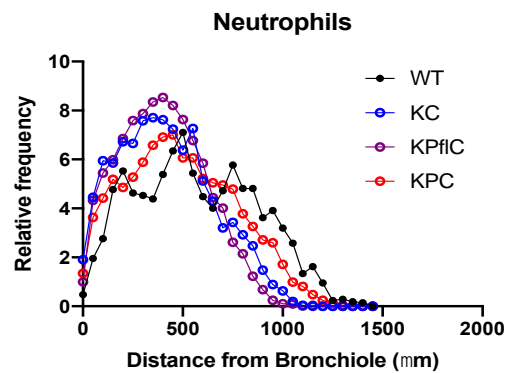 Neutrophils
Relative frequency
10
8
6
4
2
0
0
500
1000
1500
2000
Distance from Bronchiole (mm)
WT
KC
KPflC
KPC